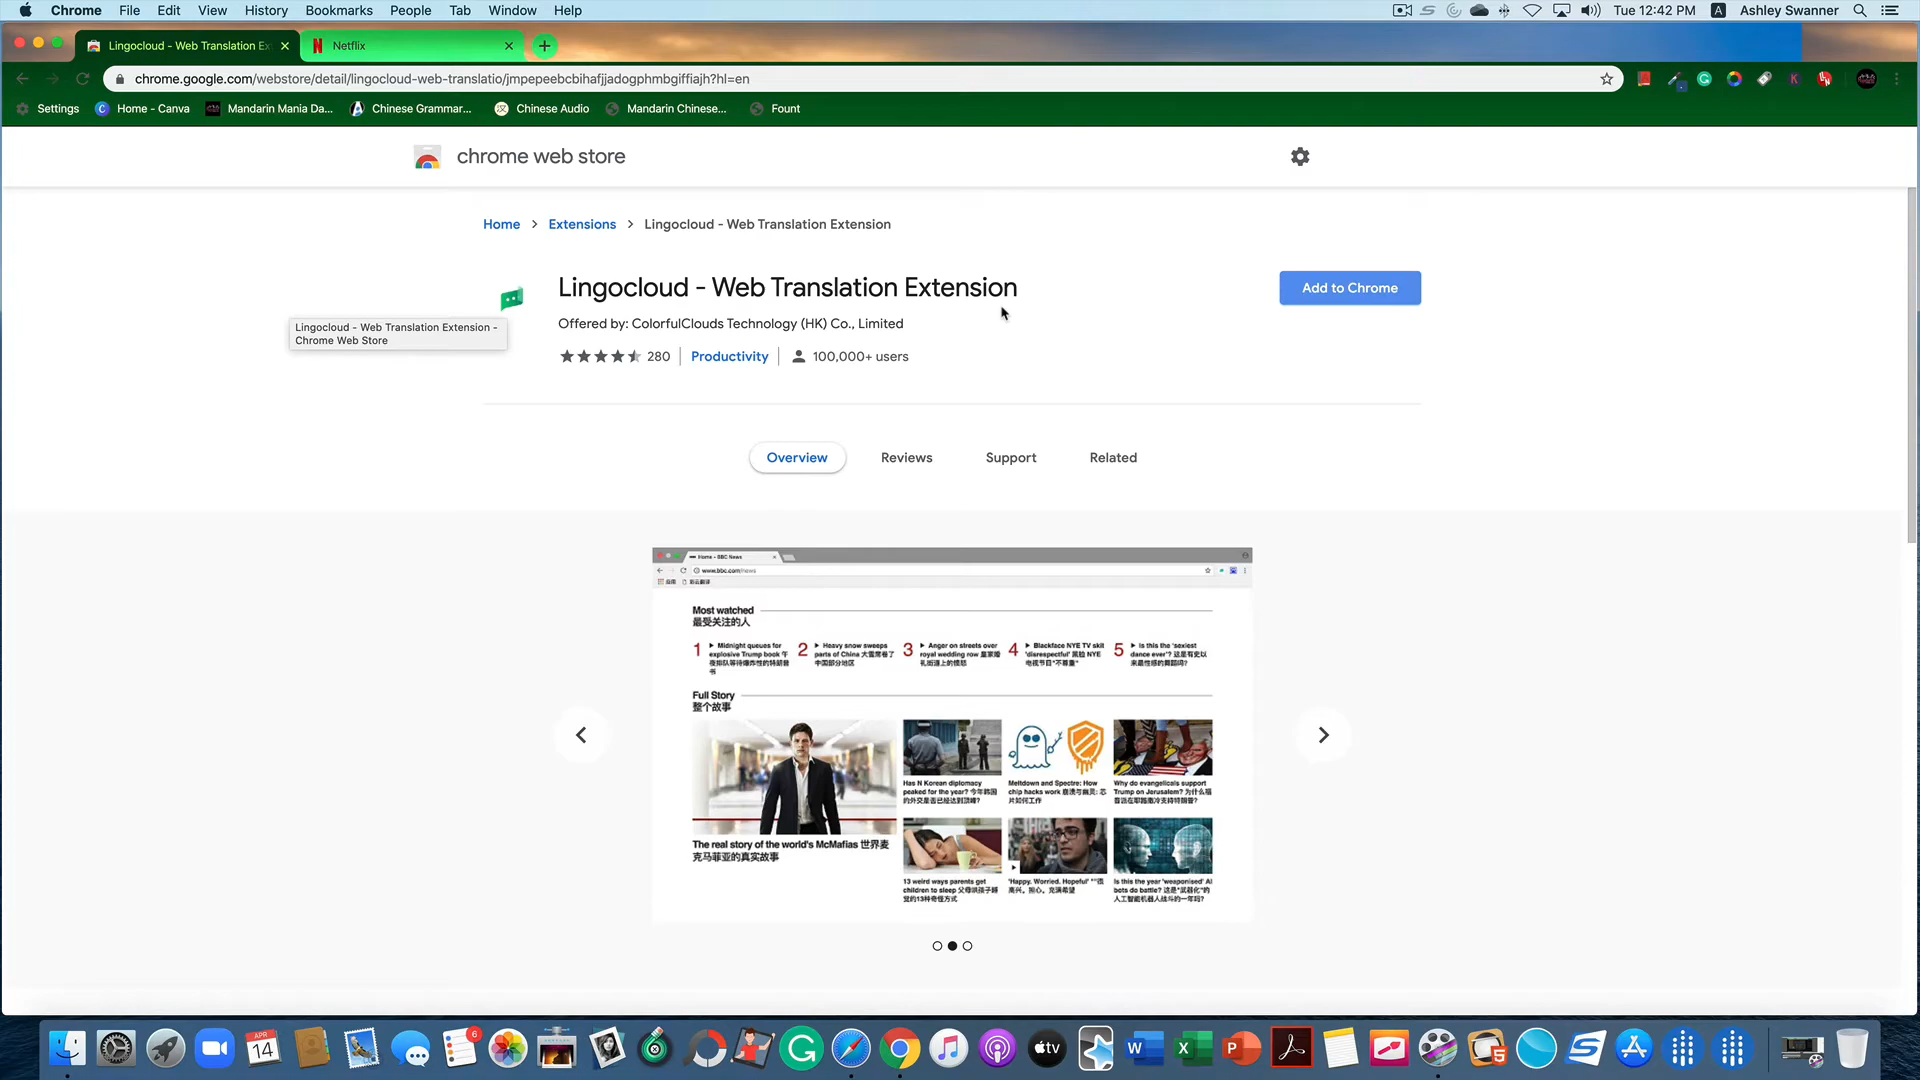 Chrome File Edit View History Bookmarks People Tab Window Help Tue 12:42 PM A Ashley Swanner
Lingocloud - Web Translation Ex Netflix
chrome.google.com/webstore/detail/lingocloud-web-translatio/jmpepeebcbihafjjadogphmbgiffiajh?hl=en
Settings Home - Canva Mandarin Mania Da... Chinese Grammar... Chinese Audio Mandarin Chinese... Fount
chrome web store
Home > Extensions > Lingocloud - Web Translation Extension
Lingocloud - Web Translation Extension
Add to Chrome
Offered by: ColorfulClouds Technology (HK) Co., Limited
Lingocloud - Web Translation Extension -
Chrome Web Store
280 Productivity 100,000+ users
Overview Reviews Support Related
Home - BBC News
www.bbc.com/news
Most watched
最受关注的人
1 Midnight queues for
explosive Trump book 午
夜排队等待爆炸性的特朗普
书
2 Heavy snow sweeps
parts of China 大雪席卷了
中国部分地区
3 Anger on streets over
royal wedding row 皇家婚
礼街道上的愤怒
4 Blackface NYE TV skit
'disrespectful' 黑脸 NYE
电视节目"不尊重"
5 Is this the 'sexiest
dance ever'? 这是有史以
来最性感的舞蹈吗?
Full Story
整个故事
The real story of the world's McMafias 世界麦
克马菲亚的真实故事
Has N Korean diplomacy
peaked for the year? 今年韩国
的外交是否已经达到顶峰?
Meltdown and Spectre: How
chip hacks work 崩溃与幽灵: 芯
片如何工作
Why do evangelicals support
Trump on Jerusalem? 为什么福
音派在耶路撒冷支持特朗普?
13 weird ways parents get
children to sleep 父母哄孩子睡
觉的13种奇怪方式
'Happy. Worried. Hopeful' "很
高兴。担心。充满希望
Is this the year 'weaponised' AI
bots do battle? 这是"武器化"的
人工智能机器人战斗的一年吗?
APR
14
6
tv
W
X
P
5